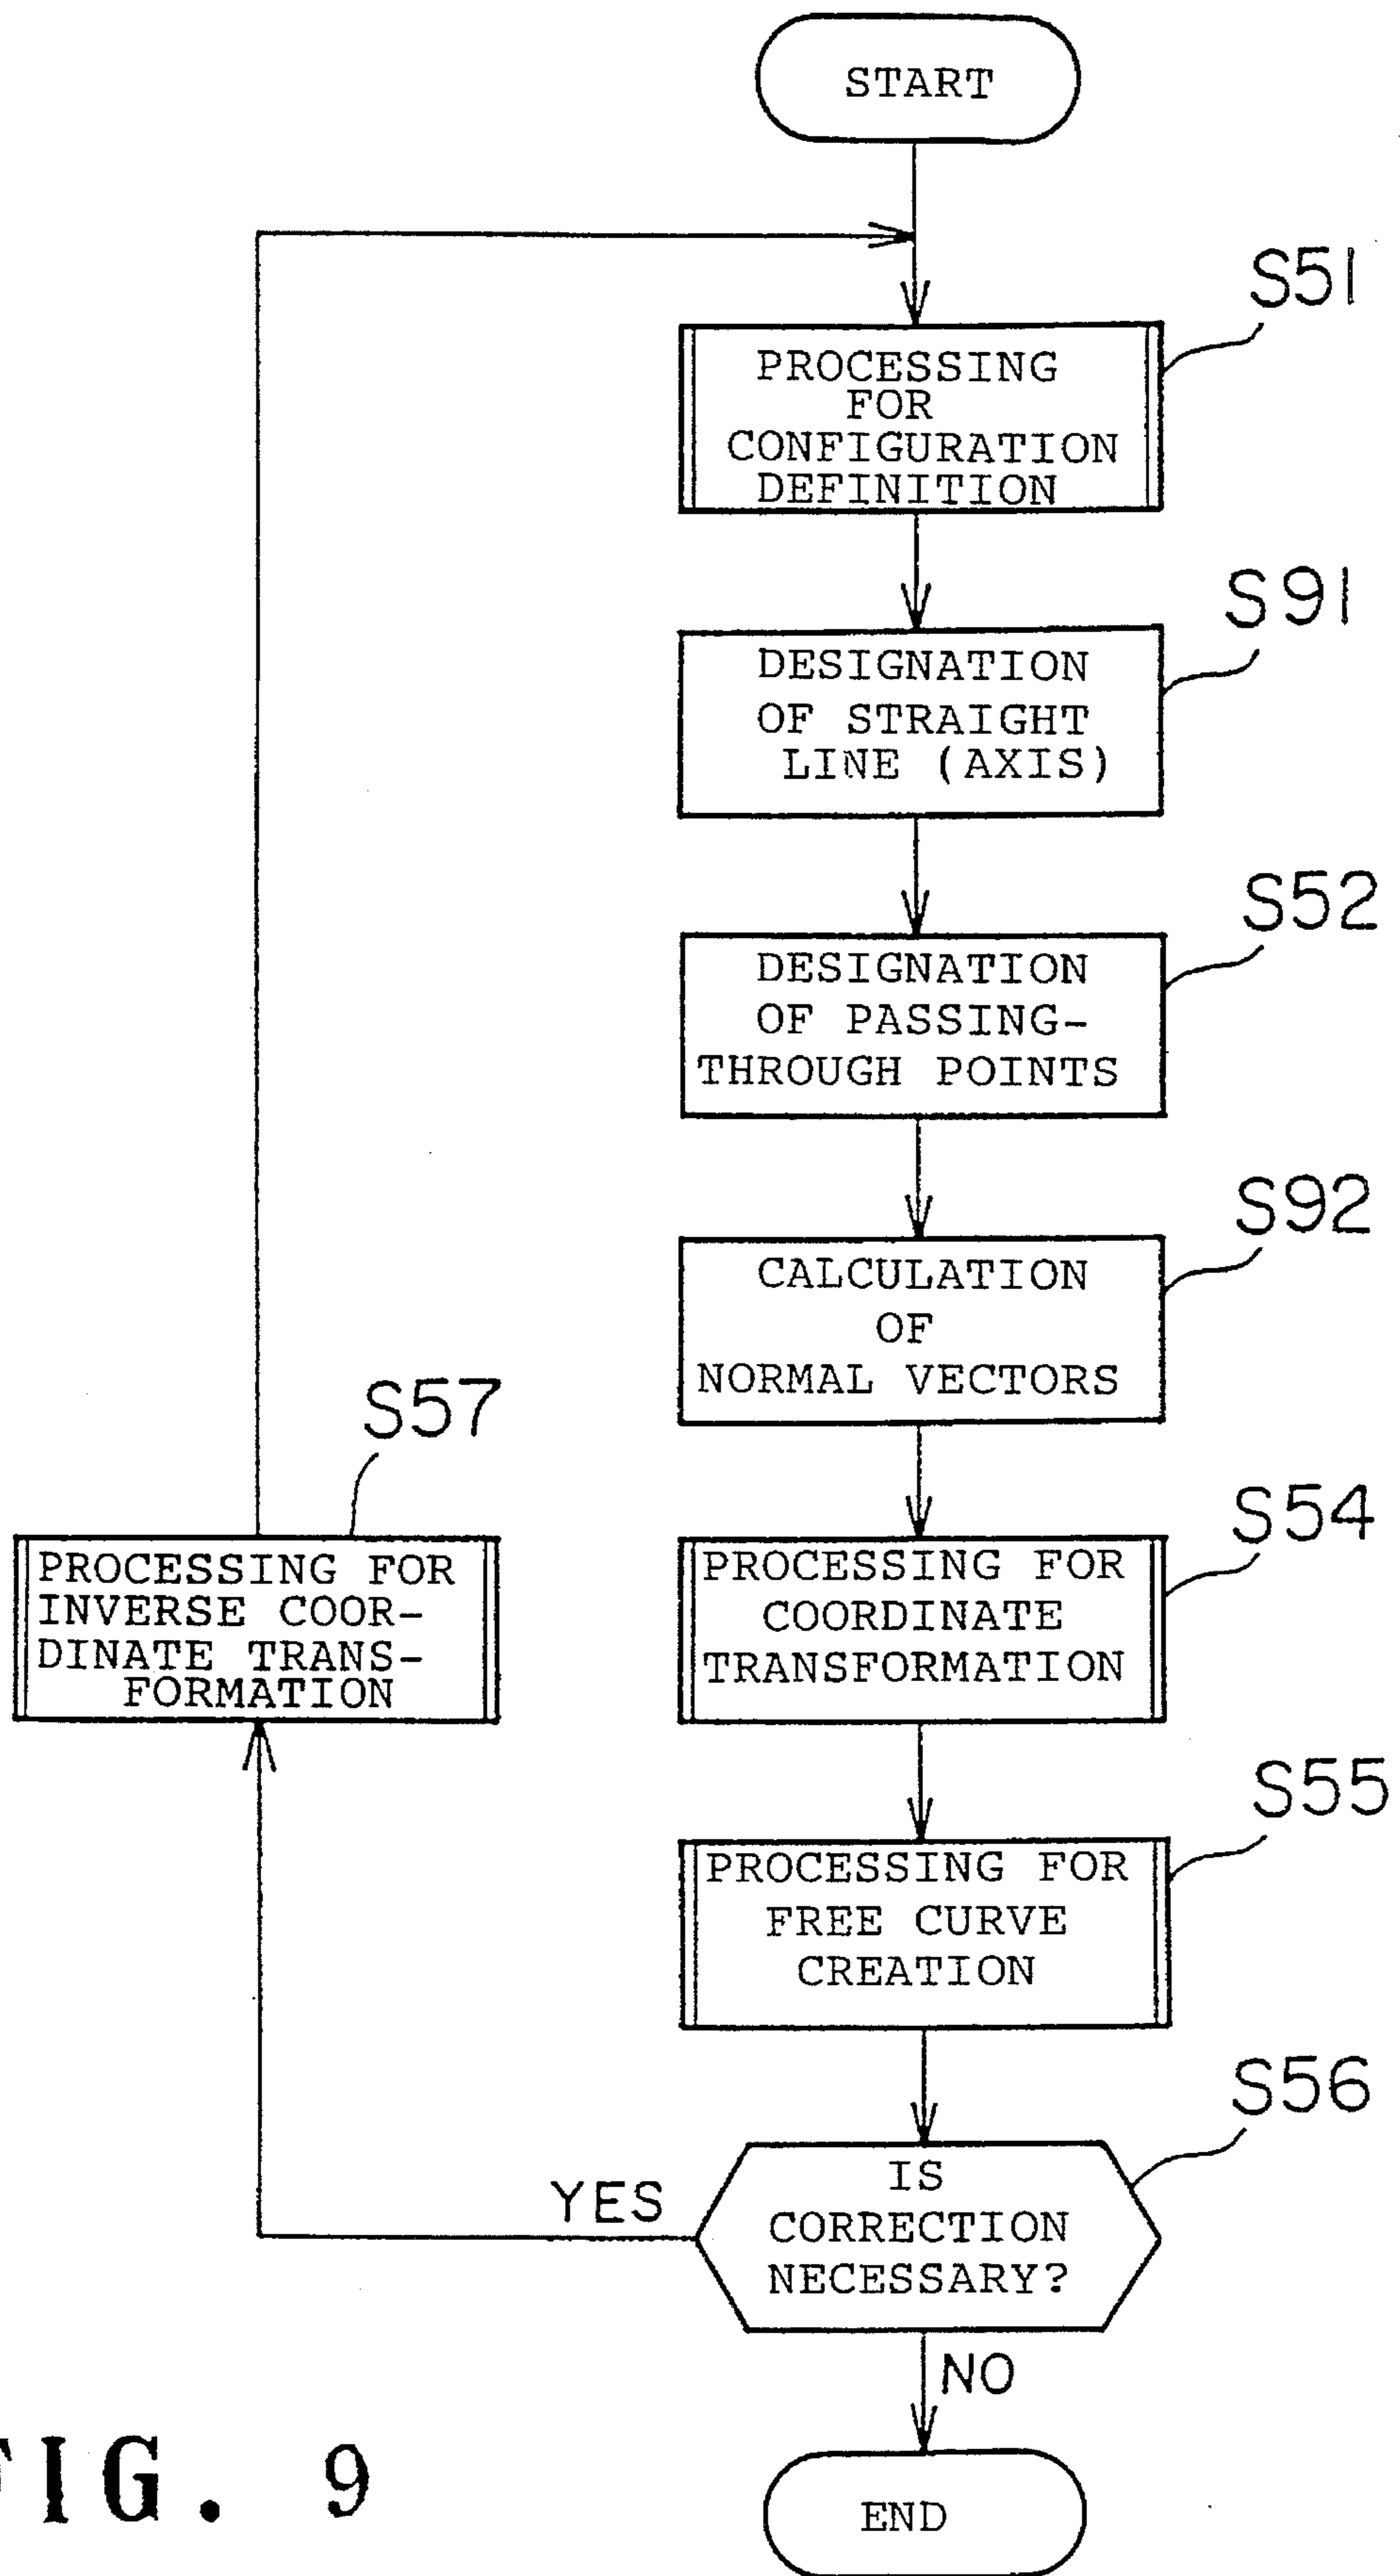 START
S51
PROCESSING
FOR
CONFIGURATION
DEFINITION
S91
DESIGNATION
OF STRAIGHT
LINE (AXIS)
S52
DESIGNATION
OF PASSING-
THROUGH POINTS
S92
CALCULATION
OF
NORMAL VECTORS
S57
PROCESSING FOR
INVERSE COOR-
DINATE TRANS-
FORMATION
S54
PROCESSING FOR
COORDINATE
TRANSFORMATION
S55
PROCESSING FOR
FREE CURVE
CREATION
S56
IS
CORRECTION
NECESSARY?
YES
NO
END
FIG. 9